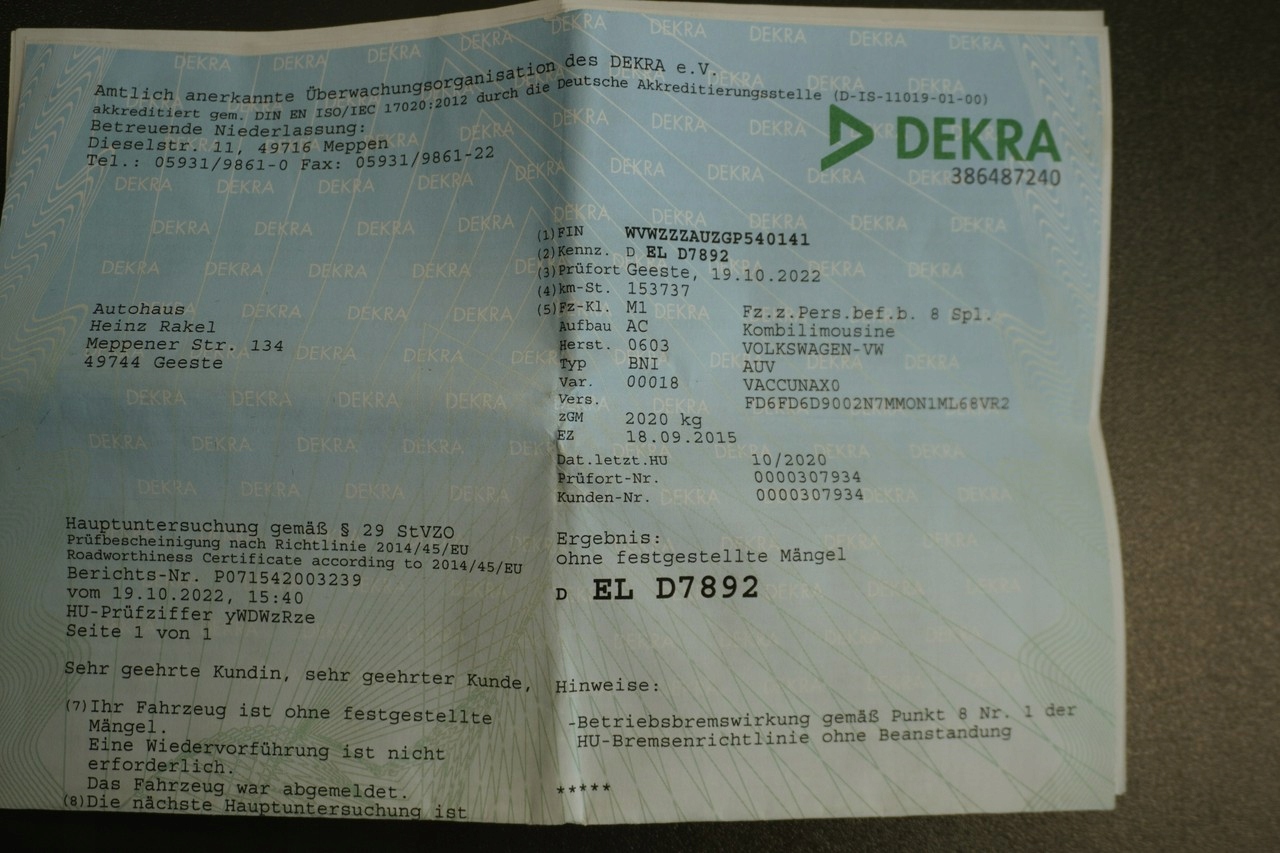 Amtlich anerkannte Überwachungsorganisation des DEKRA e.V.
akkreditiert gem. DIN EN ISO/IEC 17020:2012 durch die Deutsche Akkreditierungsstelle (D-IS-11019-01-00)
Betreuende Niederlassung:
Dieselstr. 11, 49716 Meppen
Tel.: 05931/9861-0 Fax: 05931/9861-22
DEKRA
386487240
(1) FIN WVWZZZAUZGP540141
(2) Kennz. D EL D7892
(3) Prüfort Geeste, 19.10.2022
(4) km-St. 153737
(5) Fz-Kl. M1 Fz.z.Pers.bef.b. 8 Spl.
Aufbau AC Kombilimousine
Herst. 0603 VOLKSWAGEN-VW
Typ BNI AUV
Var. 00018 VACCUNAX0
Vers. FD6FD6D9002N7MMON1ML68VR2
zGM 2020 kg
EZ 18.09.2015
Dat.letzt.HU 10/2020
Prüfort-Nr. 0000307934
Kunden-Nr. 0000307934
Autohaus
Heinz Rakel
Meppener Str. 134
49744 Geeste
Hauptuntersuchung gemäß § 29 StVZO
Prüfbescheinigung nach Richtlinie 2014/45/EU
Roadworthiness Certificate according to 2014/45/EU
Berichts-Nr. P071542003239
vom 19.10.2022, 15:40
HU-Prüfziffer yWDWzRze
Seite 1 von 1
Sehr geehrte Kundin, sehr geehrter Kunde,
(7) Ihr Fahrzeug ist ohne festgestellte
Mängel.
Eine Wiedervorführung ist nicht
erforderlich.
Das Fahrzeug war abgemeldet.
(8) Die nächste Hauptuntersuchung ist
Ergebnis:
ohne festgestellte Mängel
D EL D7892
Hinweise:
-Betriebsbremswirkung gemäß Punkt 8 Nr. 1 der
HU-Bremsenrichtlinie ohne Beanstandung
*****